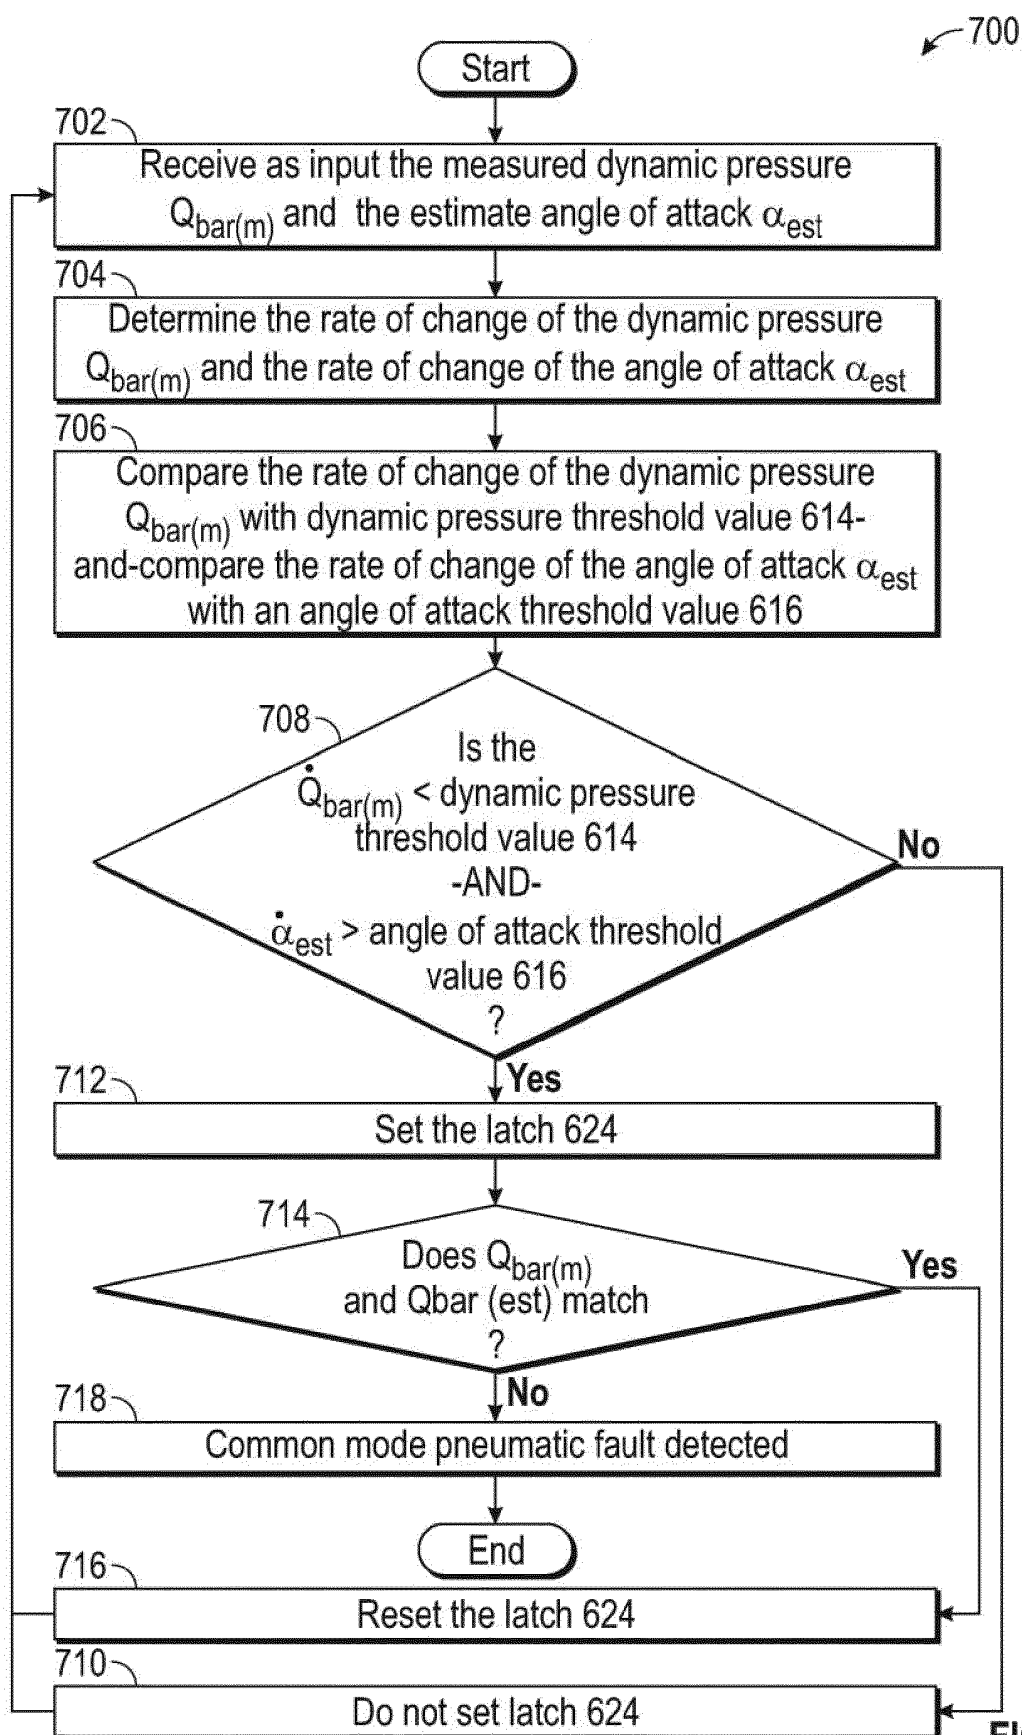 700
Start
702
Receive as input the measured dynamic pressure
Qbar(m) and the estimate angle of attack αest
704
Determine the rate of change of the dynamic pressure
Qbar(m) and the rate of change of the angle of attack αest
706
Compare the rate of change of the dynamic pressure
Qbar(m) with dynamic pressure threshold value 614-
and-compare the rate of change of the angle of attack αest
with an angle of attack threshold value 616
708
Is the
Q̇bar(m) < dynamic pressure
threshold value 614
-AND-
α̇est > angle of attack threshold
value 616
?
No
Yes
712
Set the latch 624
714
Does Qbar(m)
and Qbar (est) match
?
Yes
No
718
Common mode pneumatic fault detected
End
716
Reset the latch 624
710
Do not set latch 624